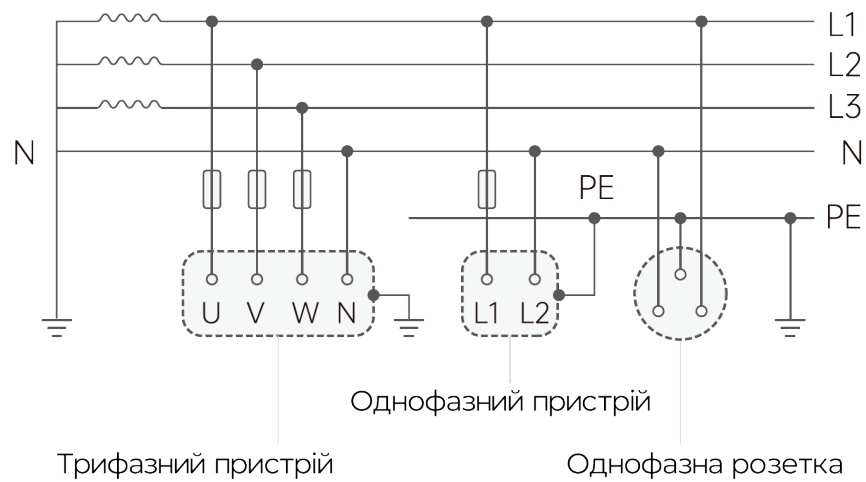 L1
L2
L3
N N
PE
PE
U V W N
L1 L2
Однофазний пристрій
Трифазний пристрій
Однофазна розетка